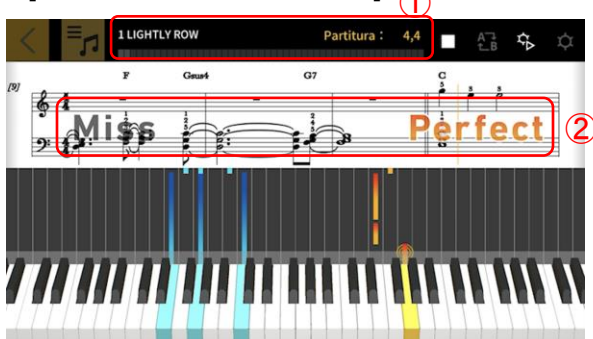 ①
1 LIGHTLY ROW Partitura : 4,4
A B
F Gsus4 G7 C
[9]
Miss Perfect ②